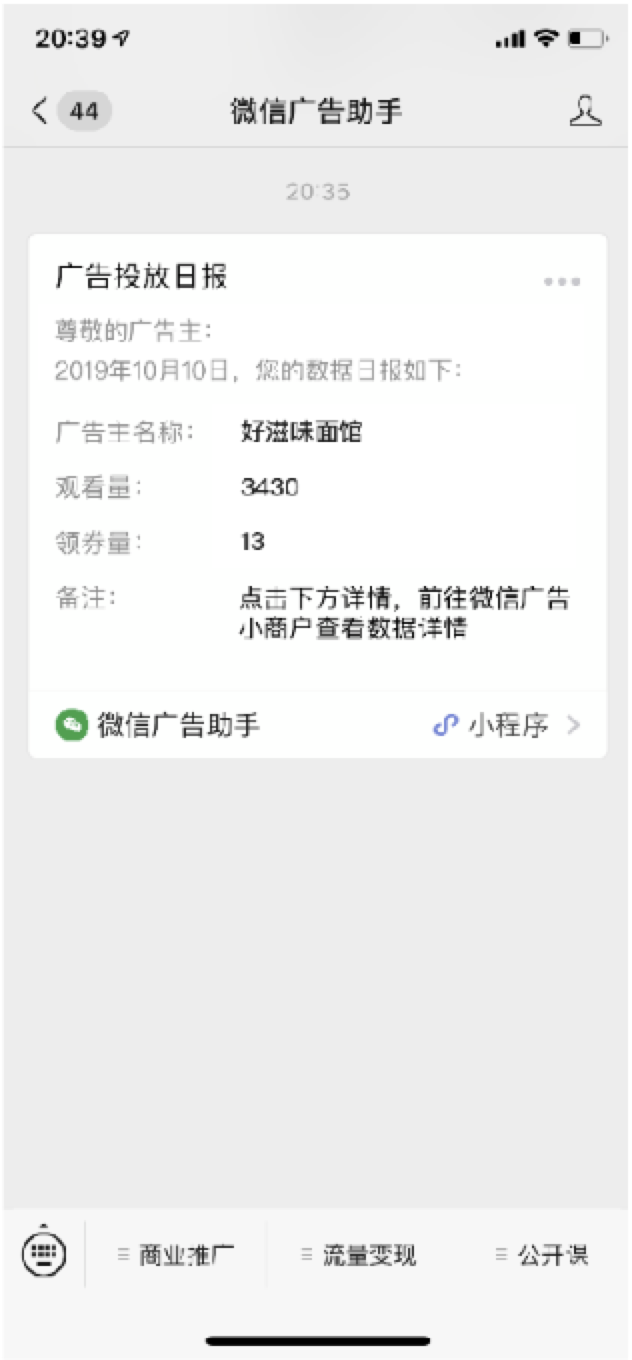 20:39
44
微信广告助手
20:35
广告投放日报
尊敬的广告主：
2019年10月10日，您的数据日报如下：
广告主名称： 好滋味面馆
观看量： 3430
领券量： 13
备注： 点击下方详情，前往微信广告
小商户查看数据详情
微信广告助手 小程序
商业推广 流量变现 公开课